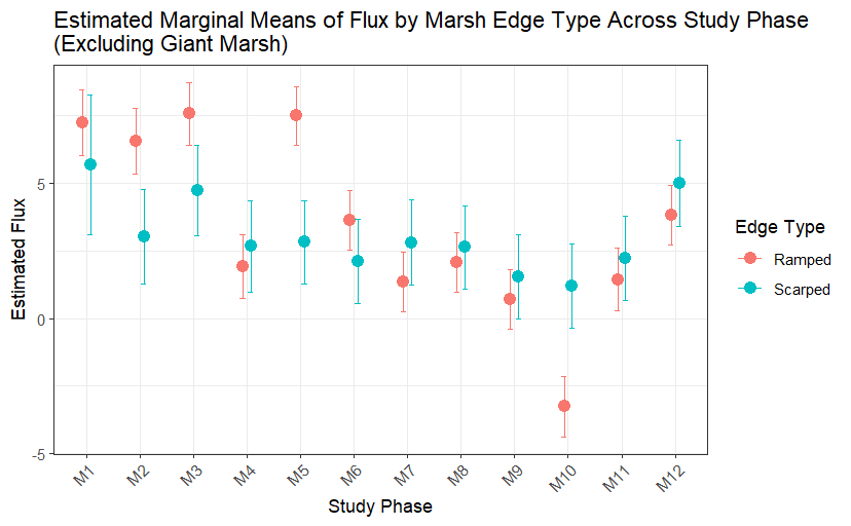 Estimated Marginal Means of Flux by Marsh Edge Type Across Study Phase
(Excluding Giant Marsh)
Estimated Flux
5
0
-5
M1
M2
M3
M4
M5
M6
M7
M8
M9
M10
M11
M12
Study Phase
Edge Type
Ramped
Scarped